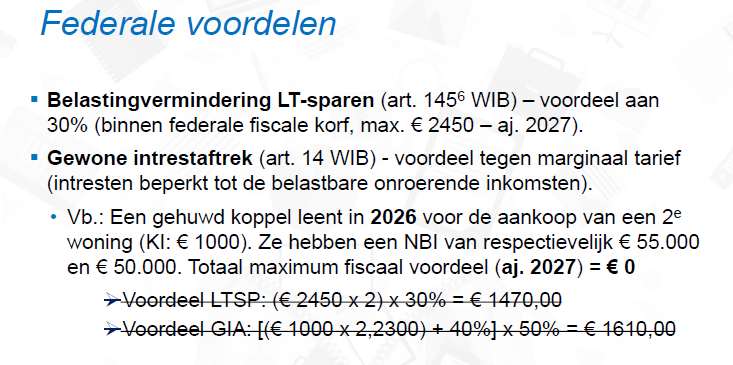 Federale voordelen
▪ Belastingvermindering LT-sparen (art. 145⁶ WIB) – voordeel aan
30% (binnen federale fiscale korf, max. € 2450 – aj. 2027).
▪ Gewone intrestaftrek (art. 14 WIB) - voordeel tegen marginaal tarief
(intresten beperkt tot de belastbare onroerende inkomsten).
• Vb.: Een gehuwd koppel leent in 2026 voor de aankoop van een 2ᵉ
woning (KI: € 1000). Ze hebben een NBI van respectievelijk € 55.000
en € 50.000. Totaal maximum fiscaal voordeel (aj. 2027) = € 0
➢Voordeel LTSP: (€ 2450 x 2) x 30% = € 1470,00
➢Voordeel GIA: [(€ 1000 x 2,2300) + 40%] x 50% = € 1610,00